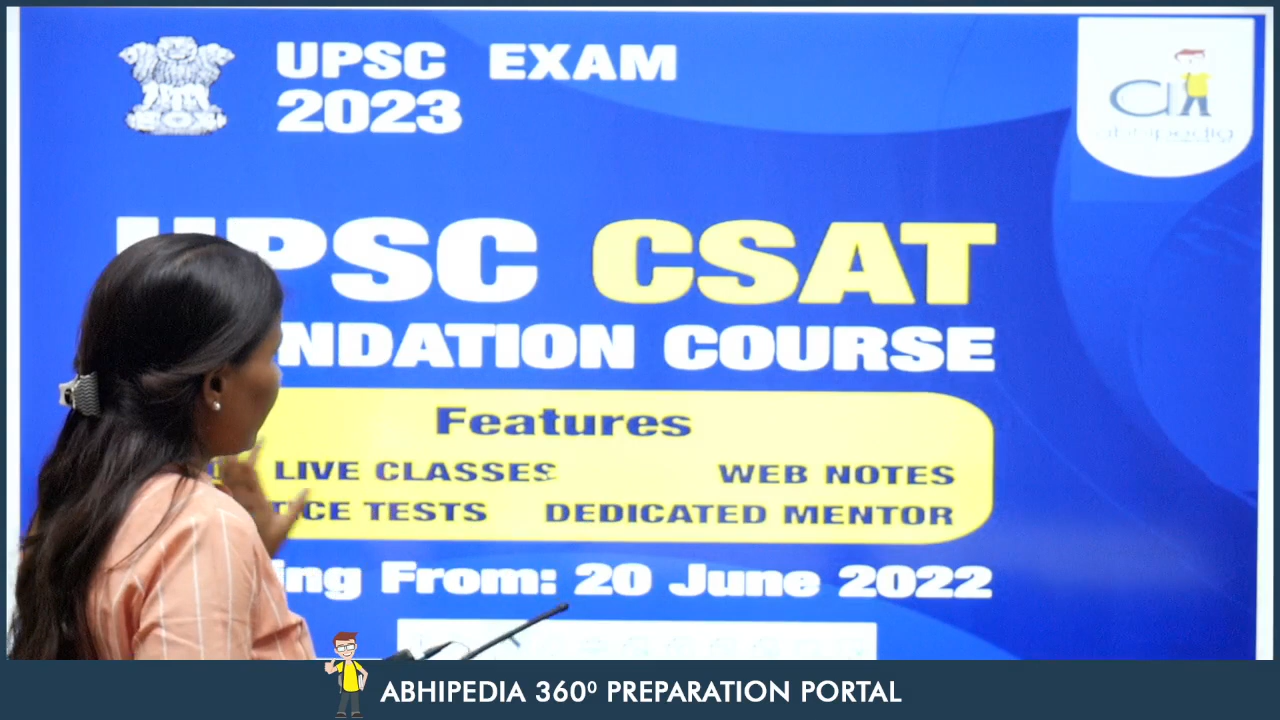 UPSC EXAM
2023
abhipedia
UPSC CSAT
NDATION COURSE
Features
LIVE CLASSES WEB NOTES
ICE TESTS DEDICATED MENTOR
ing From: 20 June 2022
ABHIPEDIA 360⁰ PREPARATION PORTAL